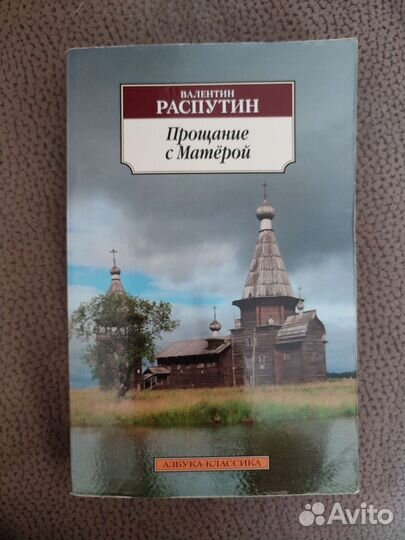 ВАЛЕНТИН
РАСПУТИН
Прощание
с Матёрой
АЗБУКА-КЛАССИКА
Avito